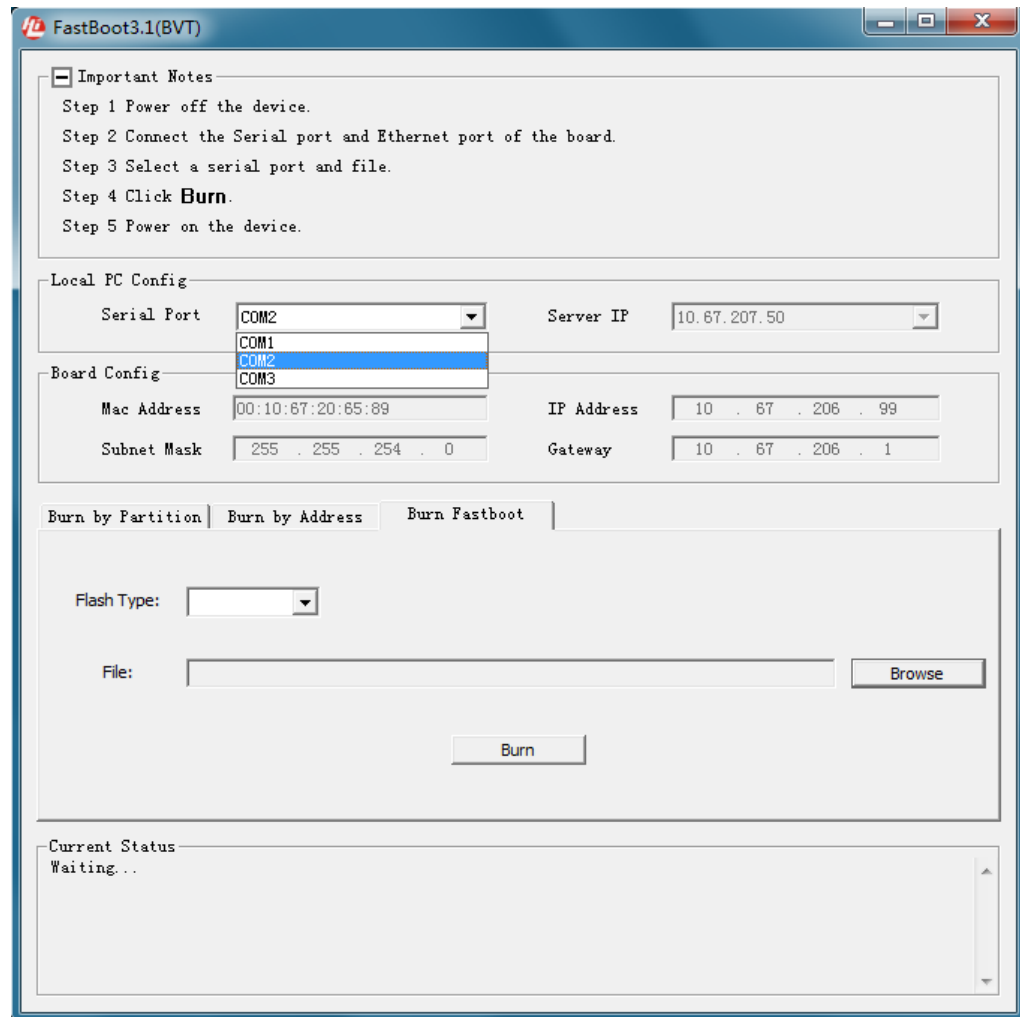 FastBoot3.1(BVT)
Important Notes
Step 1 Power off the device.
Step 2 Connect the Serial port and Ethernet port of the board.
Step 3 Select a serial port and file.
Step 4 Click Burn.
Step 5 Power on the device.
Local PC Config
Serial Port COM2 Server IP 10.67.207.50
COM1
COM2
COM3
Board Config
Mac Address 00:10:67:20:65:89 IP Address 10 . 67 . 206 . 99
Subnet Mask 255 . 255 . 254 . 0 Gateway 10 . 67 . 206 . 1
Burn by Partition Burn by Address Burn Fastboot
Flash Type:
File: Browse
Burn
Current Status
Waiting...